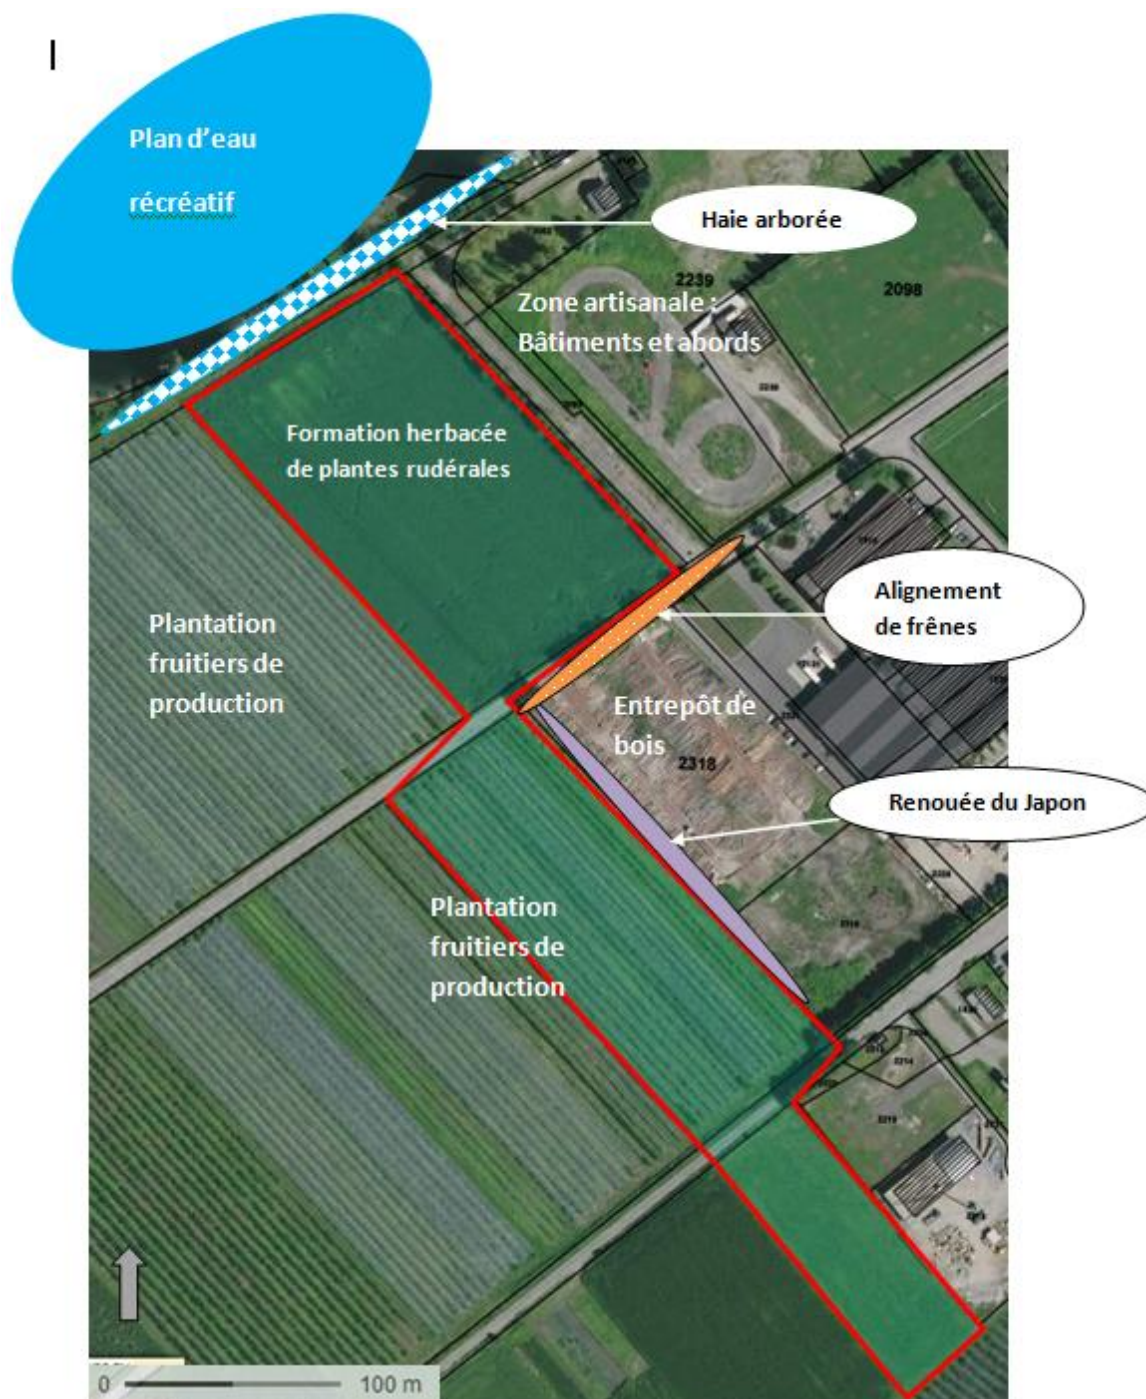 Plan d'eau
récréatif
Haie arborée
2239
2098
Zone artisanale :
Bâtiments et abords
Formation herbacée
de plantes rudérales
Alignement
de frênes
Plantation
fruitiers de
production
Entrepôt de
bois
2318
Renouée du Japon
Plantation
fruitiers de
production
0 100 m